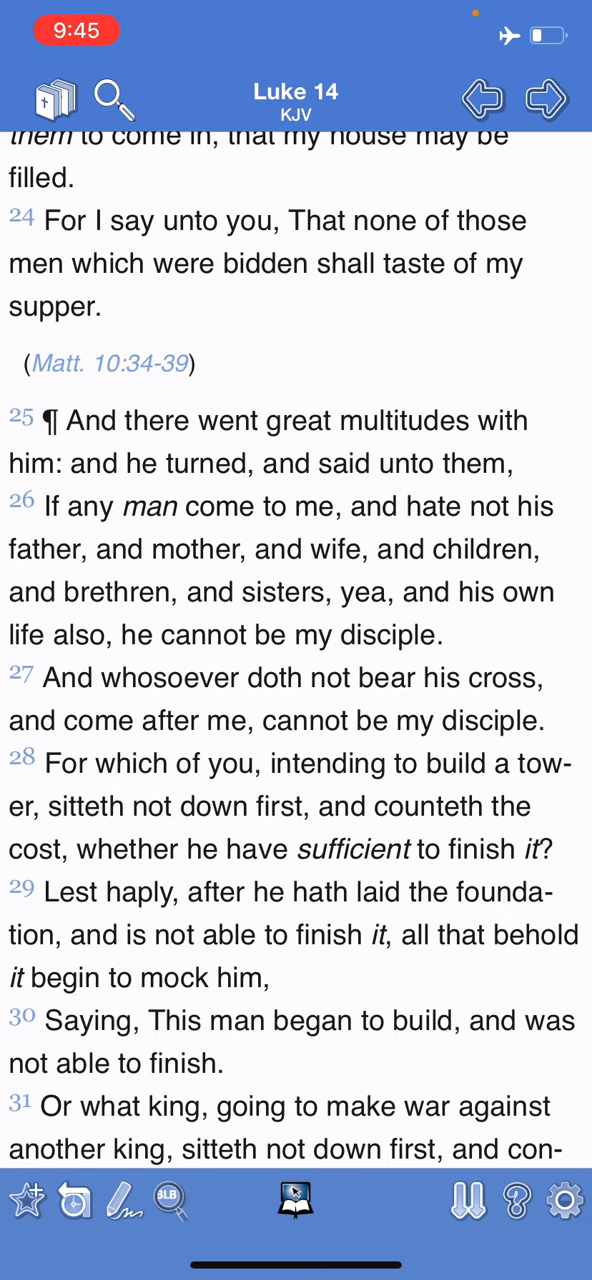 9:45
Luke 14
KJV
them to come in, that my house may be
filled.
24 For I say unto you, That none of those
men which were bidden shall taste of my
supper.
(Matt. 10:34-39)
25 ¶ And there went great multitudes with
him: and he turned, and said unto them,
26 If any man come to me, and hate not his
father, and mother, and wife, and children,
and brethren, and sisters, yea, and his own
life also, he cannot be my disciple.
27 And whosoever doth not bear his cross,
and come after me, cannot be my disciple.
28 For which of you, intending to build a tow-
er, sitteth not down first, and counteth the
cost, whether he have sufficient to finish it?
29 Lest haply, after he hath laid the founda-
tion, and is not able to finish it, all that behold
it begin to mock him,
30 Saying, This man began to build, and was
not able to finish.
31 Or what king, going to make war against
another king, sitteth not down first, and con-
BLB